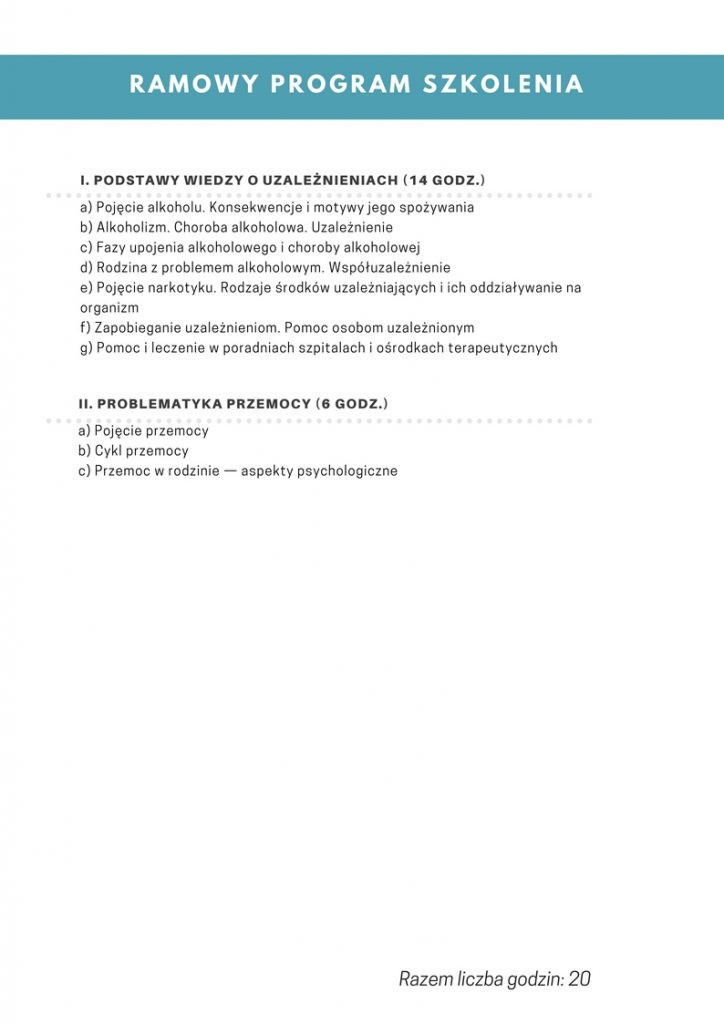 RAMOWY PROGRAM SZKOLENIA
I. PODSTAWY WIEDZY O UZALEŻNIENIACH (14 GODZ.)
a) Pojęcie alkoholu. Konsekwencje i motywy jego spożywania
b) Alkoholizm. Choroba alkoholowa. Uzależnienie
c) Fazy upojenia alkoholowego i choroby alkoholowej
d) Rodzina z problemem alkoholowym. Współuzależnienie
e) Pojęcie narkotyku. Rodzaje środków uzależniających i ich oddziaływanie na
organizm
f) Zapobieganie uzależnieniom. Pomoc osobom uzależnionym
g) Pomoc i leczenie w poradniach szpitalach i ośrodkach terapeutycznych
II. PROBLEMATYKA PRZEMOCY (6 GODZ.)
a) Pojęcie przemocy
b) Cykl przemocy
c) Przemoc w rodzinie — aspekty psychologiczne
Razem liczba godzin: 20